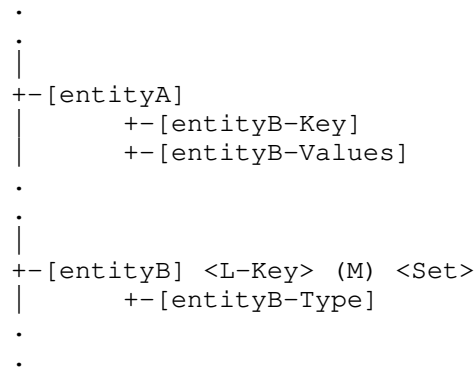 .
.
|
+-[entityA]
|       +-[entityB-Key]
|       +-[entityB-Values]
.
.
|
+-[entityB] <L-Key> (M) <Set>
|       +-[entityB-Type]
.
.